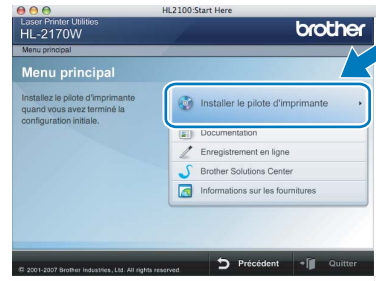 HL2100:Start Here
Laser Printer Utilities
HL-2170W
brother
Menu principal
Menu principal
Installez le pilote d'imprimante
quand vous avez terminé la
configuration initiale.
Installer le pilote d'imprimante
Documentation
Enregistrement en ligne
Brother Solutions Center
Informations sur les fournitures
Précédent
Quitter
© 2001-2007 Brother Industries, Ltd. All rights reserved.